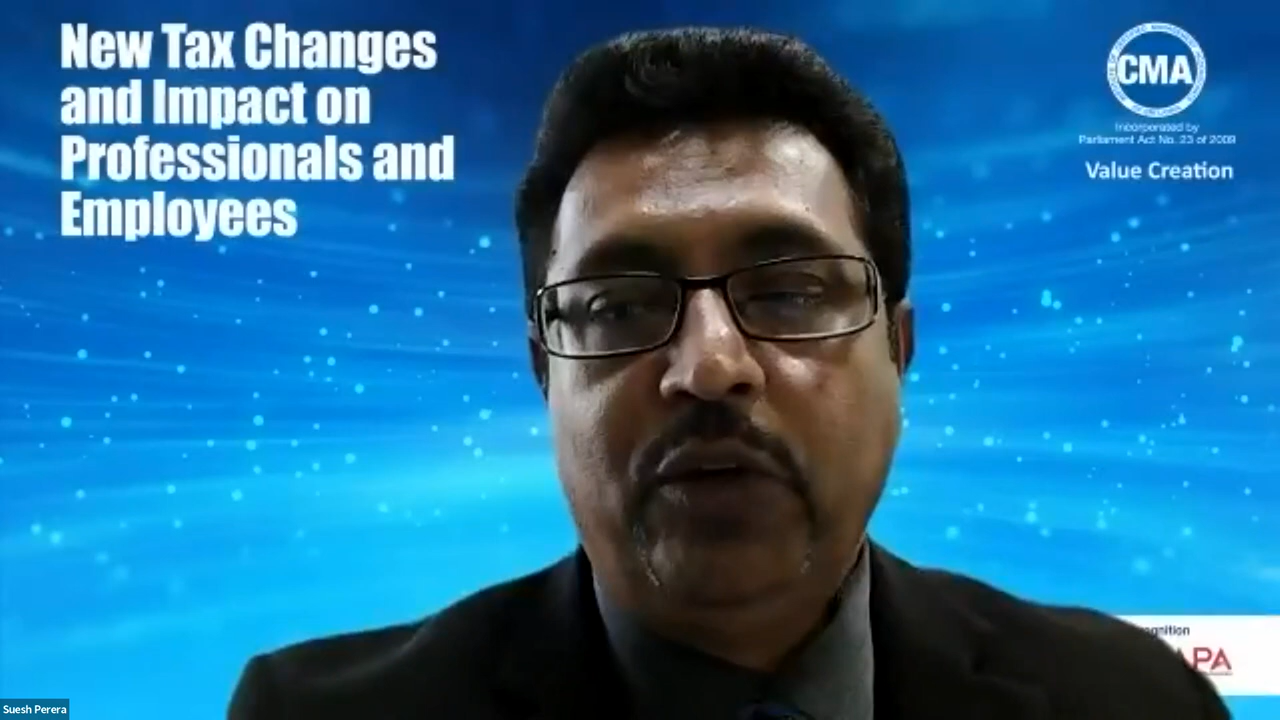 New Tax Changes
and Impact on
Professionals and
Employees
CMA
Incorporated by
Parliament Act No. 23 of 2009
Value Creation
APA
Suesh Perera